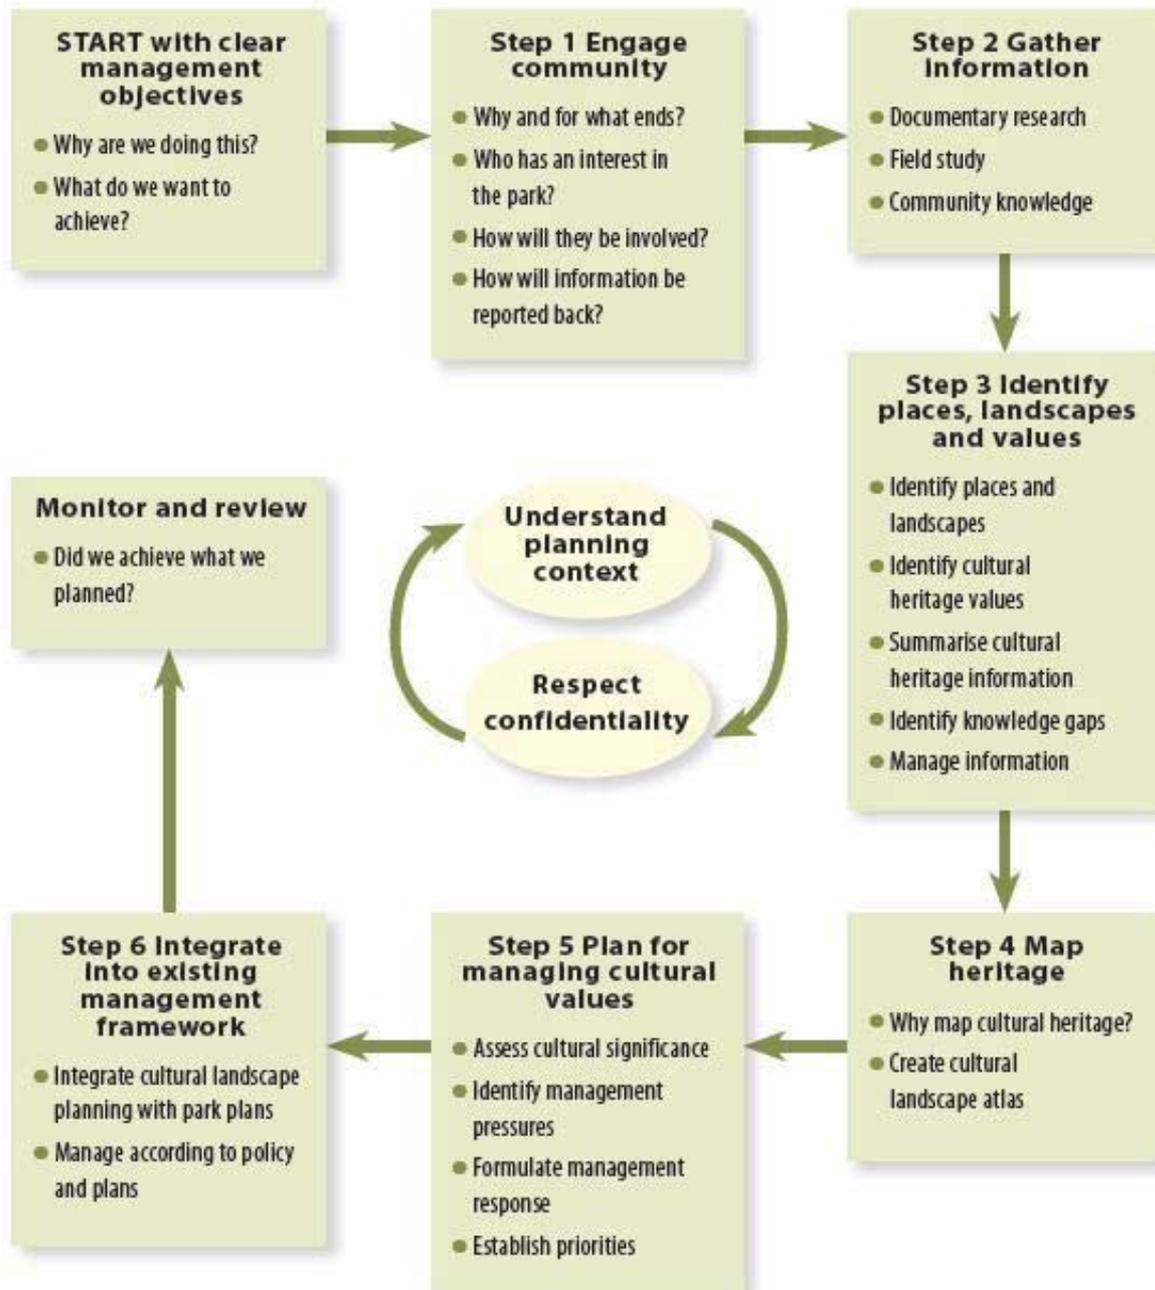 START with clear
management
objectives
• Why are we doing this?
• What do we want to
achieve?
Step 1 Engage
community
• Why and for what ends?
• Who has an interest in
the park?
• How will they be involved?
• How will information be
reported back?
Step 2 Gather
information
• Documentary research
• Field study
• Community knowledge
Step 3 Identify
places, landscapes
and values
• Identify places and
landscapes
• Identify cultural
heritage values
• Summarise cultural
heritage information
• Identify knowledge gaps
• Manage information
Step 4 Map
heritage
• Why map cultural heritage?
• Create cultural
landscape atlas
Step 5 Plan for
managing cultural
values
• Assess cultural significance
• Identify management
pressures
• Formulate management
response
• Establish priorities
Step 6 Integrate
into existing
management
framework
• Integrate cultural landscape
planning with park plans
• Manage according to policy
and plans
Monitor and review
• Did we achieve what we
planned?
Understand
planning
context
Respect
confidentiality